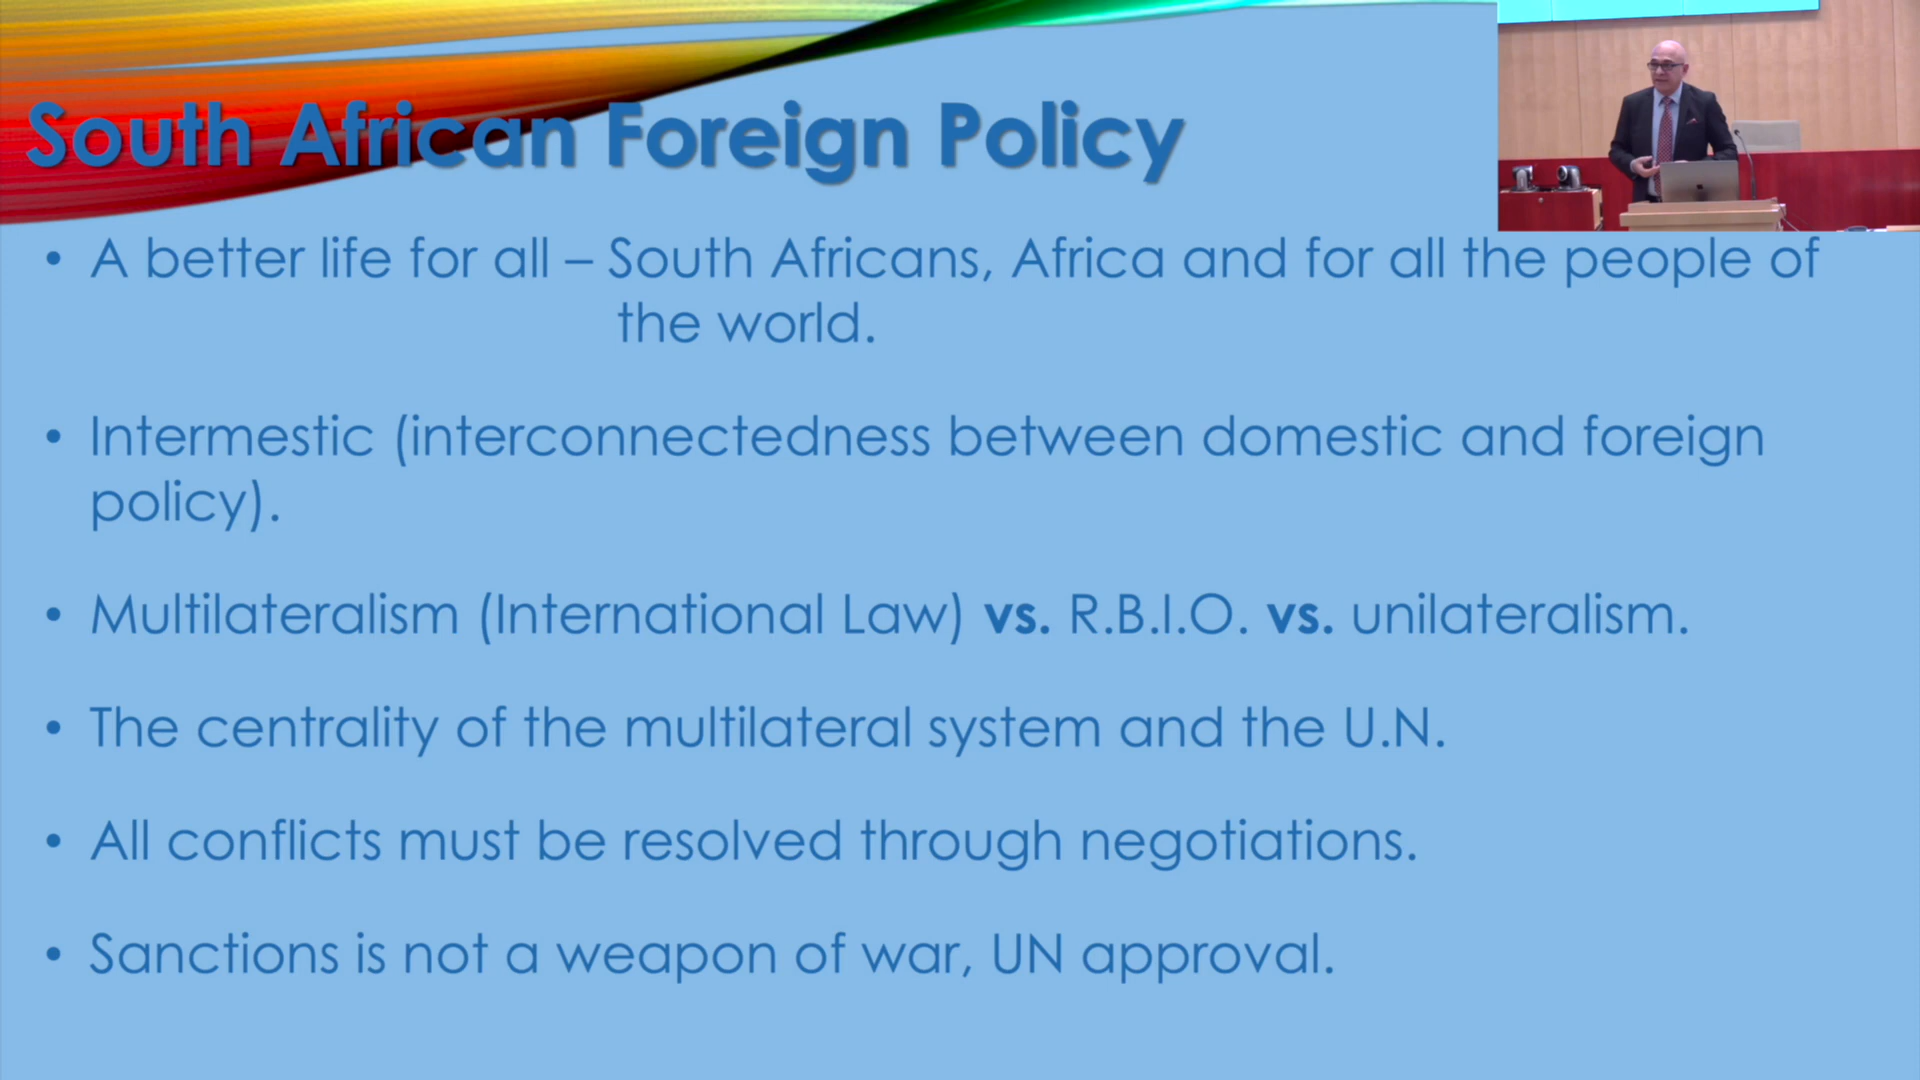 South African Foreign Policy
• A better life for all – South Africans, Africa and for all the people of
the world.
• Intermestic (interconnectedness between domestic and foreign
policy).
• Multilateralism (International Law) vs. R.B.I.O. vs. unilateralism.
• The centrality of the multilateral system and the U.N.
• All conflicts must be resolved through negotiations.
• Sanctions is not a weapon of war, UN approval.